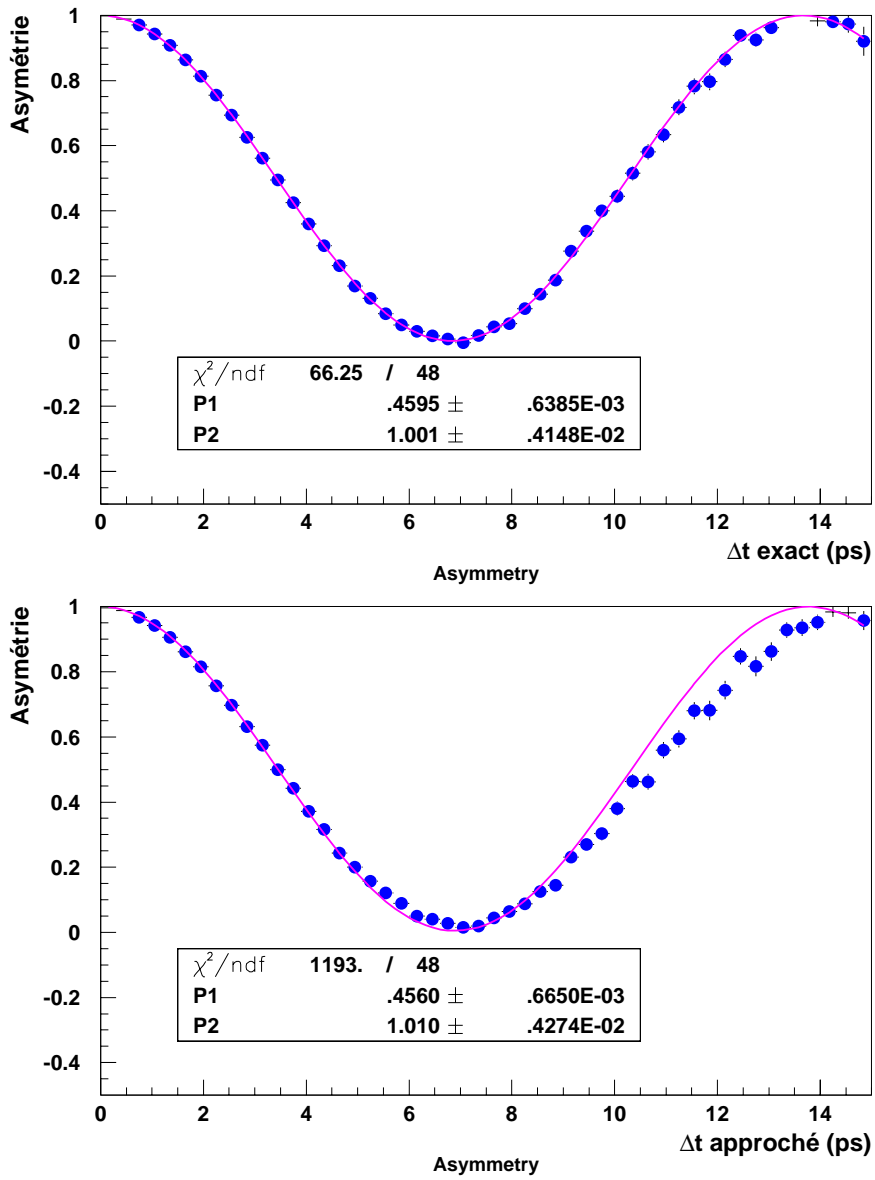 Asymétrie
1
0.8
0.6
0.4
0.2
0
-0.2
-0.4
χ²/ndf 66.25 / 48
P1 .4595 ± .6385E-03
P2 1.001 ± .4148E-02
0 2 4 6 8 10 12 14
Δt exact (ps)
Asymmetry
Asymétrie
1
0.8
0.6
0.4
0.2
0
-0.2
-0.4
χ²/ndf 1193. / 48
P1 .4560 ± .6650E-03
P2 1.010 ± .4274E-02
0 2 4 6 8 10 12 14
Δt approché (ps)
Asymmetry